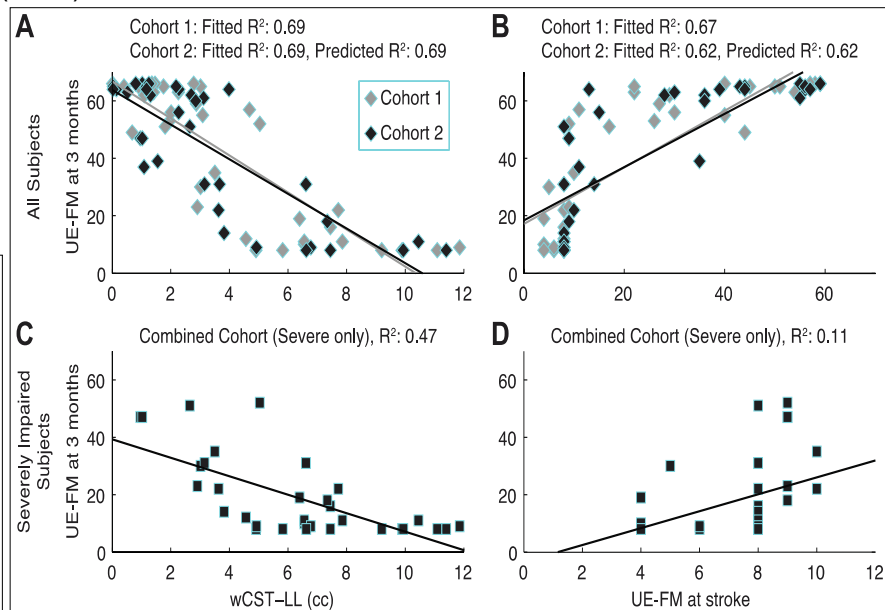 A
Cohort 1: Fitted R²: 0.69
Cohort 2: Fitted R²: 0.69, Predicted R²: 0.69
B
Cohort 1: Fitted R²: 0.67
Cohort 2: Fitted R²: 0.62, Predicted R²: 0.62
All Subjects
UE-FM at 3 months
60
40
20
0
Cohort 1
Cohort 2
0 2 4 6 8 10 12
60
40
20
0
0 20 40 60
C
Combined Cohort (Severe only), R²: 0.47
D
Combined Cohort (Severe only), R²: 0.11
Severely Impaired
Subjects
UE-FM at 3 months
60
40
20
0
0 2 4 6 8 10 12
wCST–LL (cc)
60
40
20
0
0 2 4 6 8 10 12
UE-FM at stroke